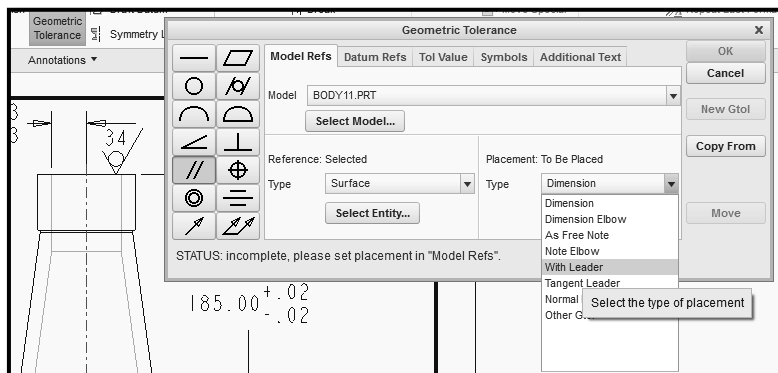 Geometric
Tolerance
Symmetry L
Annotations
Geometric Tolerance
Model Refs
Datum Refs
Tol Value
Symbols
Additional Text
OK
Cancel
New Gtol
Copy From
Move
Model
BODY11.PRT
Select Model...
Reference: Selected
Type
Surface
Select Entity...
Placement: To Be Placed
Type
Dimension
Dimension
Dimension Elbow
As Free Note
Note Elbow
With Leader
Tangent Leader
Normal
Other G
Select the type of placement
STATUS: incomplete, please set placement in "Model Refs".
3
3
34
185.00 +.02
-.02